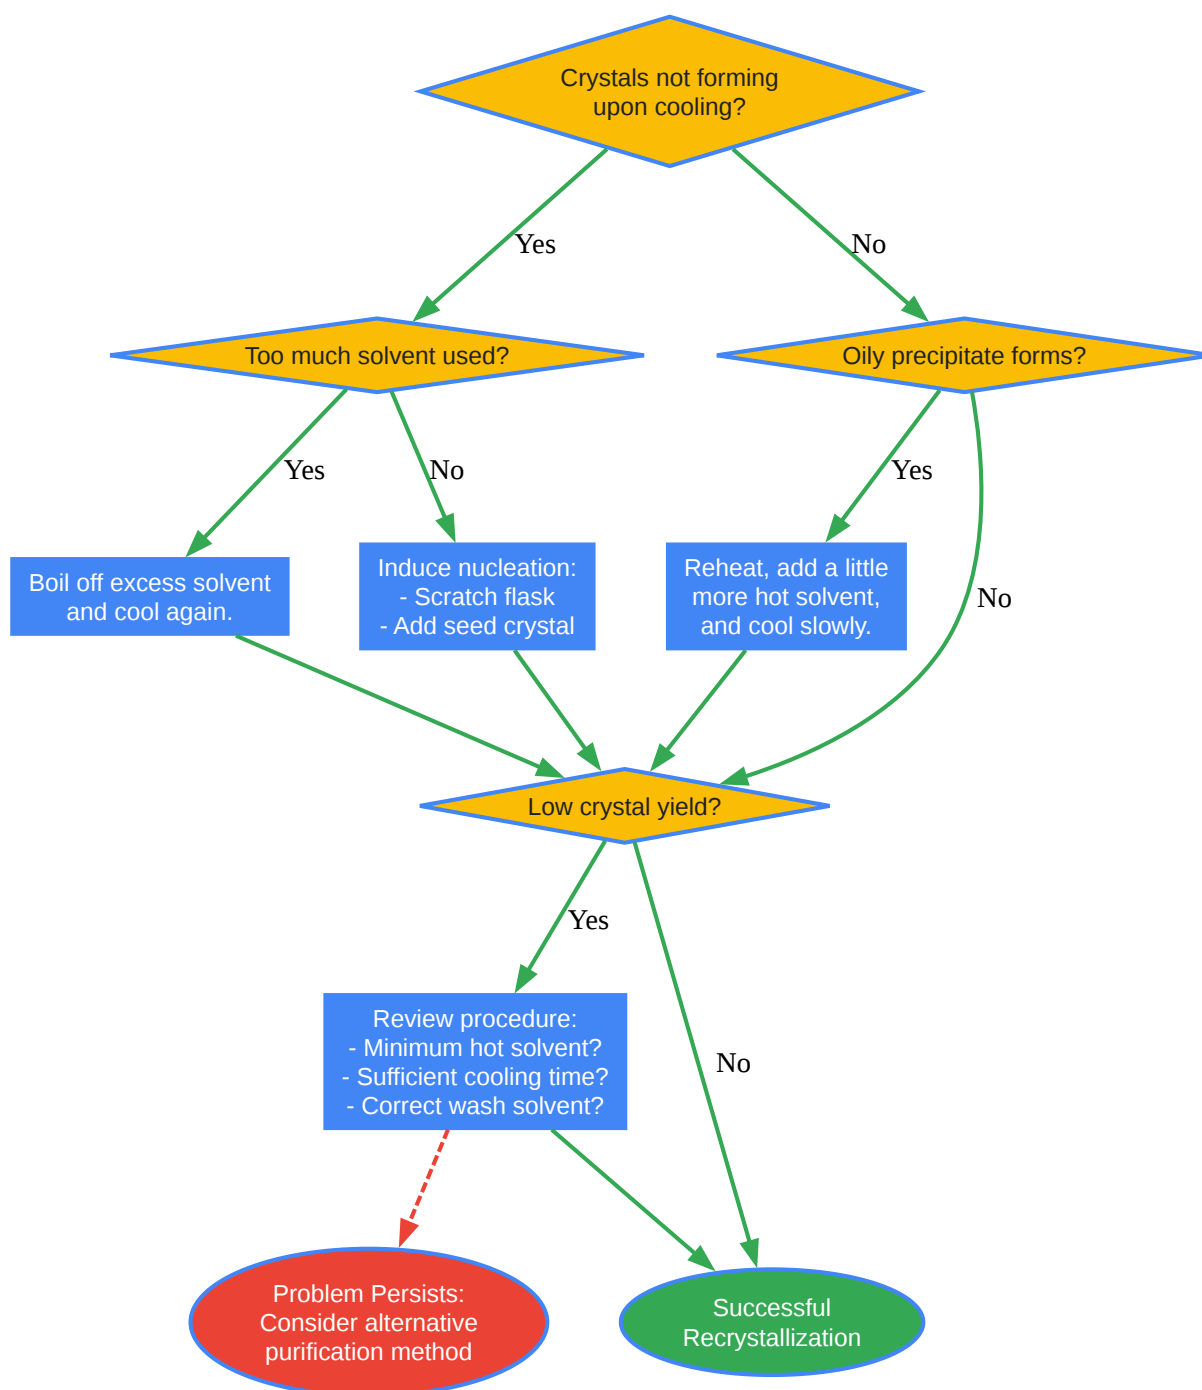 Crystals not forming
upon cooling?
Yes
No
Too much solvent used?
Oily precipitate forms?
Yes
No
Yes
No
Boil off excess solvent
and cool again.
Induce nucleation:
- Scratch flask
- Add seed crystal
Reheat, add a little
more hot solvent,
and cool slowly.
Low crystal yield?
Yes
No
Review procedure:
- Minimum hot solvent?
- Sufficient cooling time?
- Correct wash solvent?
Problem Persists:
Consider alternative
purification method
Successful
Recrystallization